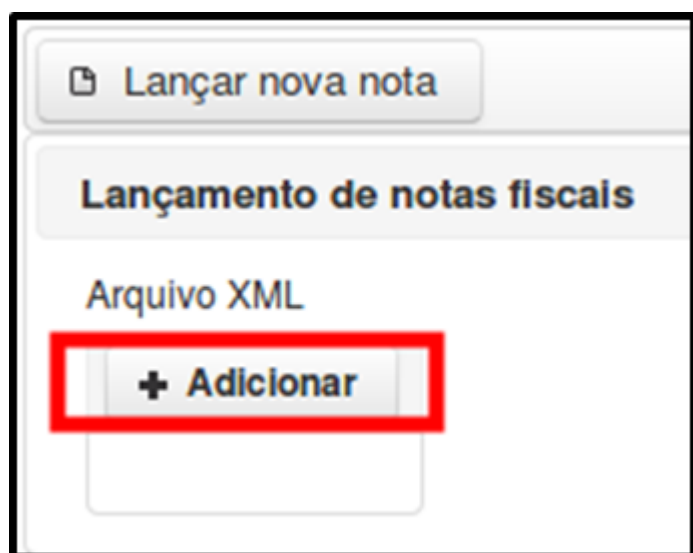 Lançar nova nota
Lançamento de notas fiscais
Arquivo XML
+ Adicionar